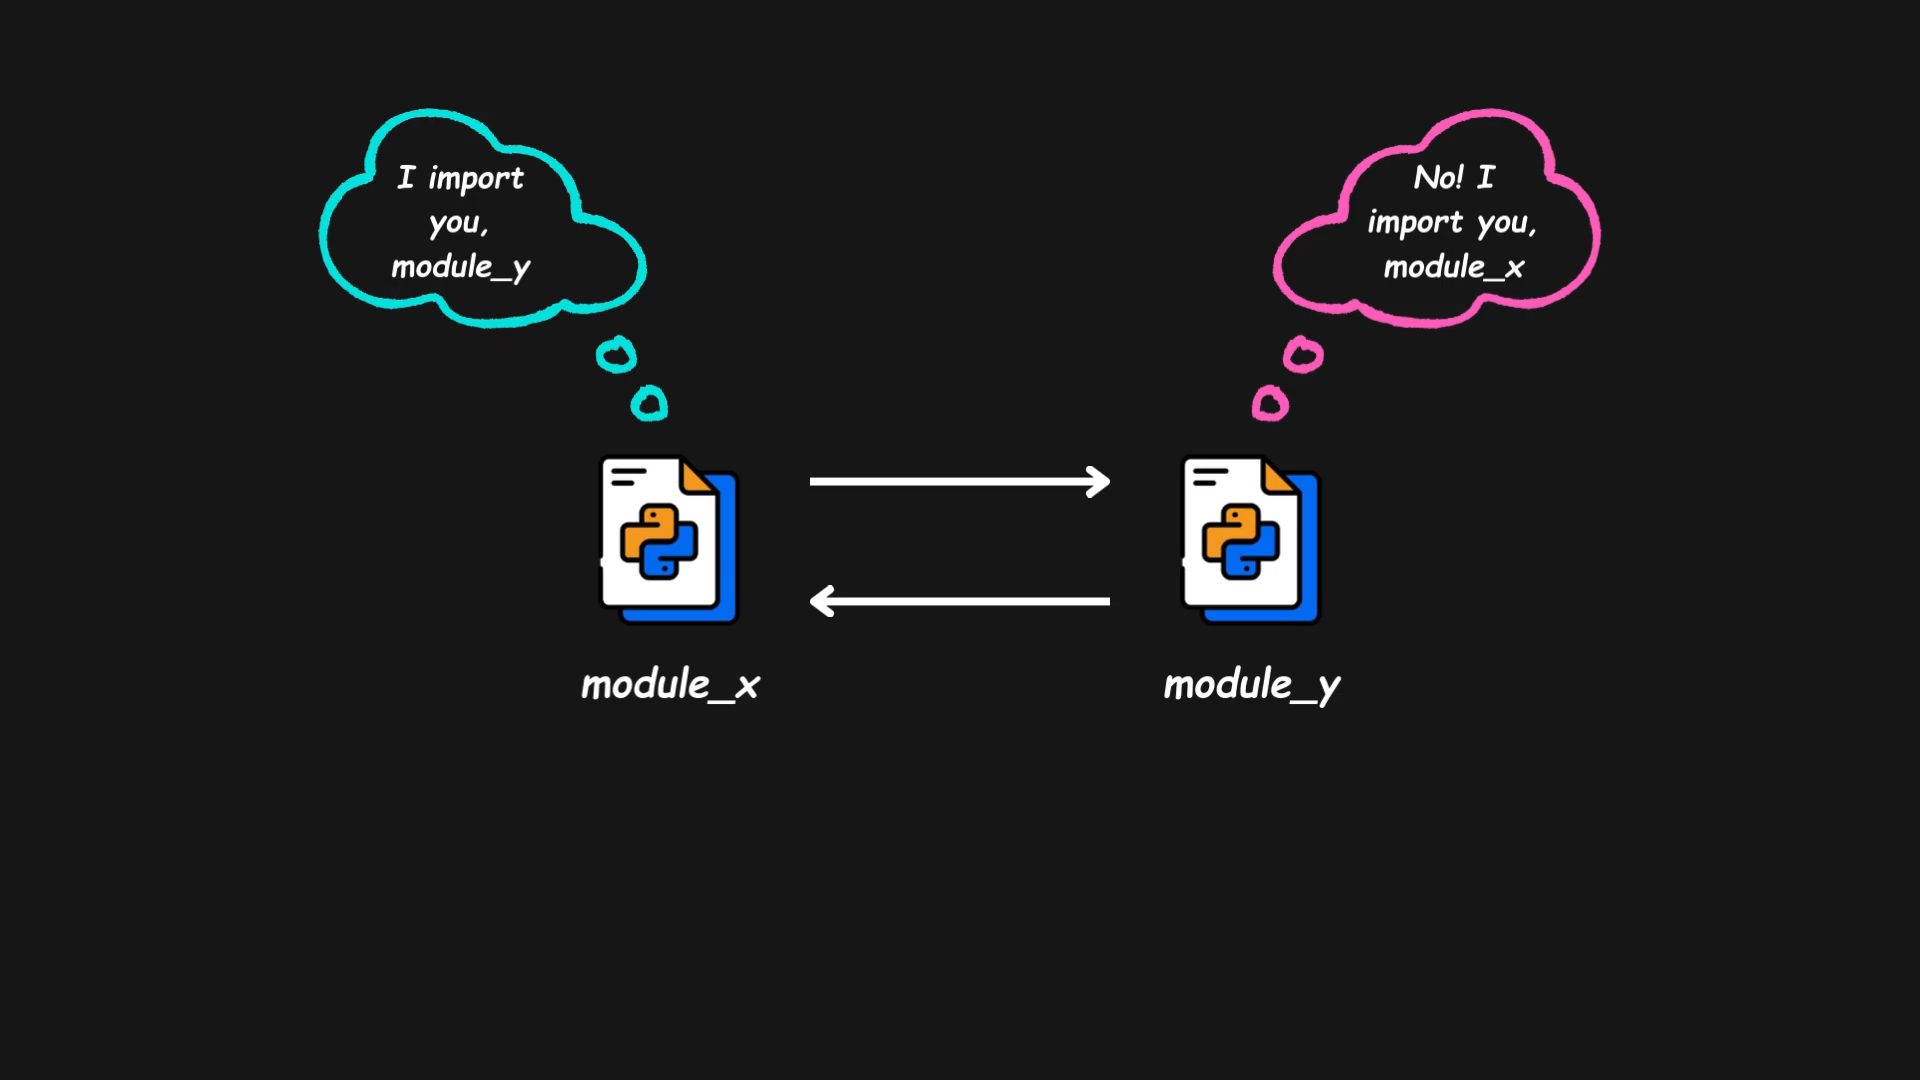 I import
you,
module_y
No! I
import you,
module_x
module_x
module_y